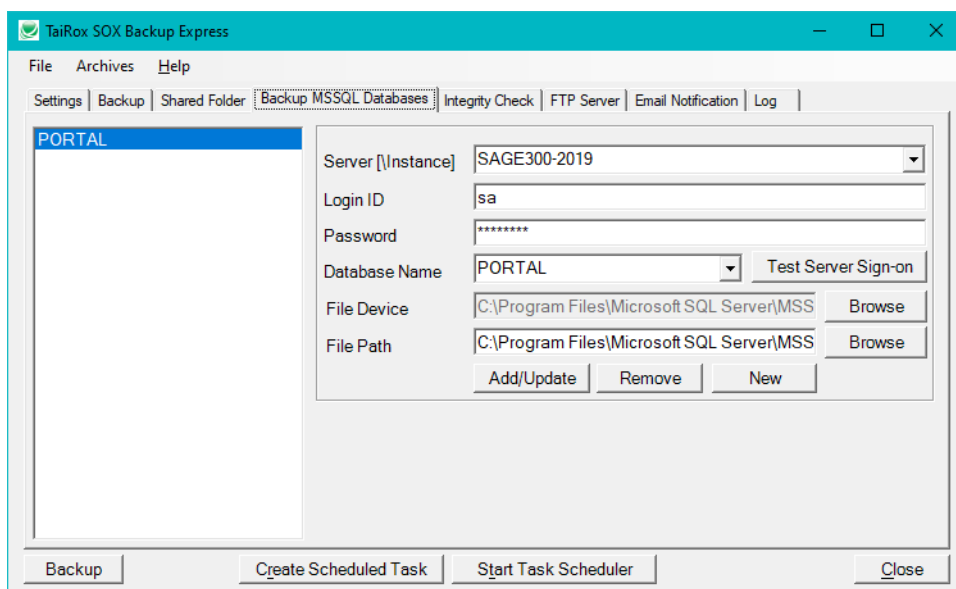 TaiRox SOX Backup Express
File Archives Help
Settings Backup Shared Folder Backup MSSQL Databases Integrity Check FTP Server Email Notification Log
PORTAL
Server [\Instance] SAGE300-2019
Login ID sa
Password ********
Database Name PORTAL Test Server Sign-on
File Device C:\Program Files\Microsoft SQL Server\MSS Browse
File Path C:\Program Files\Microsoft SQL Server\MSS Browse
Add/Update Remove New
Backup Create Scheduled Task Start Task Scheduler Close